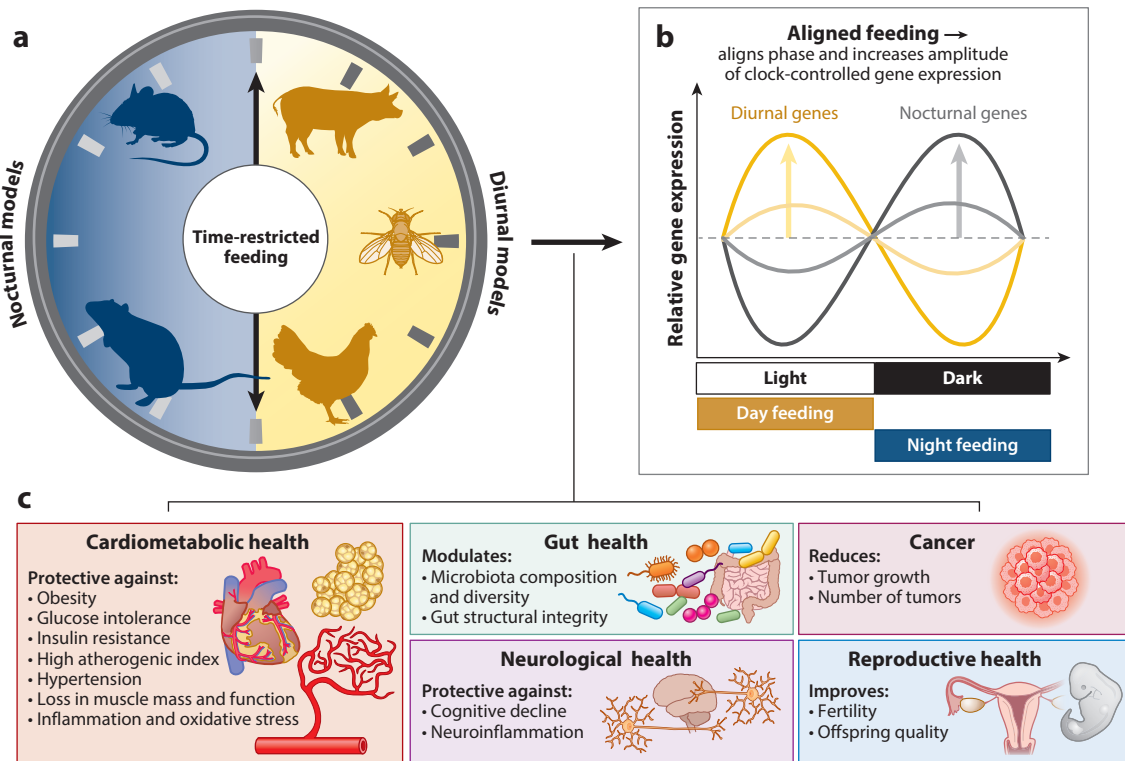 a
Nocturnal models
Time-restricted
feeding
Diurnal models
b
Aligned feeding →
aligns phase and increases amplitude
of clock-controlled gene expression
Diurnal genes
Nocturnal genes
Relative gene expression
Light
Dark
Day feeding
Night feeding
c
Cardiometabolic health
Protective against:
• Obesity
• Glucose intolerance
• Insulin resistance
• High atherogenic index
• Hypertension
• Loss in muscle mass and function
• Inflammation and oxidative stress
Gut health
Modulates:
• Microbiota composition
and diversity
• Gut structural integrity
Cancer
Reduces:
• Tumor growth
• Number of tumors
Neurological health
Protective against:
• Cognitive decline
• Neuroinflammation
Reproductive health
Improves:
• Fertility
• Offspring quality